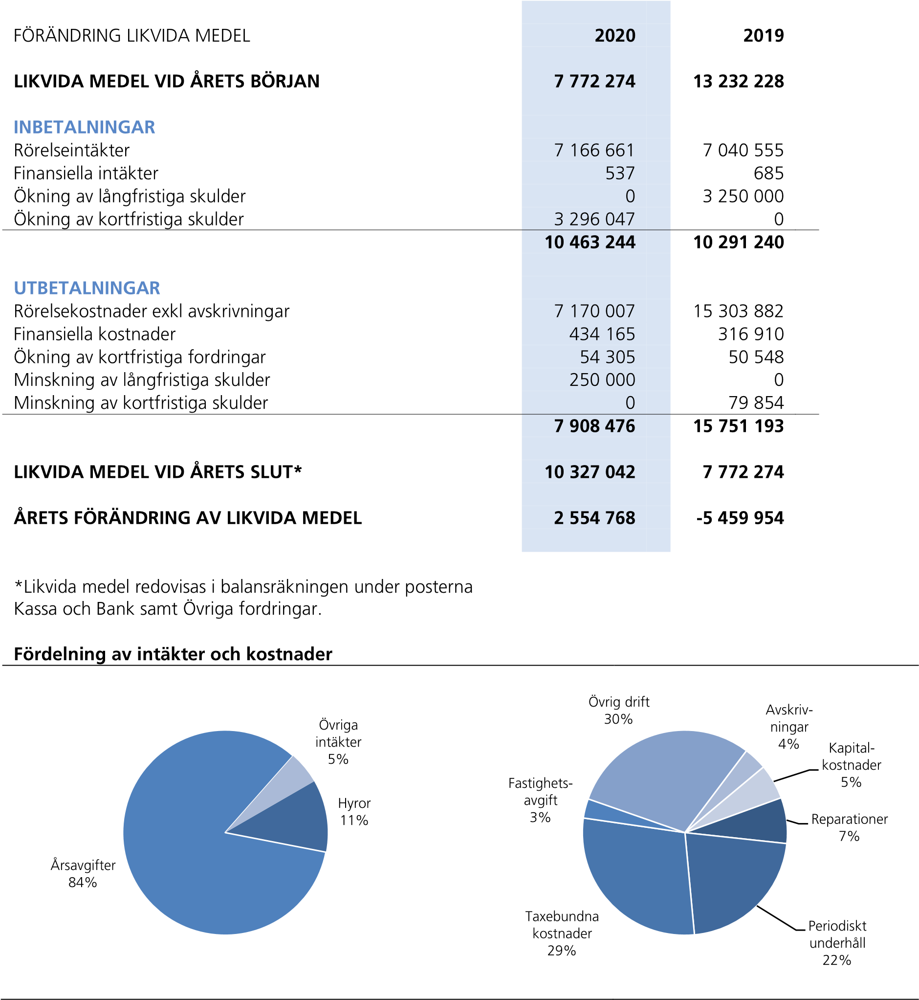 FÖRÄNDRING LIKVIDA MEDEL 2020 2019
LIKVIDA MEDEL VID ÅRETS BÖRJAN 7 772 274 13 232 228
INBETALNINGAR
Rörelseintäkter 7 166 661 7 040 555
Finansiella intäkter 537 685
Ökning av långfristiga skulder 0 3 250 000
Ökning av kortfristiga skulder 3 296 047 0
10 463 244 10 291 240
UTBETALNINGAR
Rörelsekostnader exkl avskrivningar 7 170 007 15 303 882
Finansiella kostnader 434 165 316 910
Ökning av kortfristiga fordringar 54 305 50 548
Minskning av långfristiga skulder 250 000 0
Minskning av kortfristiga skulder 0 79 854
7 908 476 15 751 193
LIKVIDA MEDEL VID ÅRETS SLUT* 10 327 042 7 772 274
ÅRETS FÖRÄNDRING AV LIKVIDA MEDEL 2 554 768 -5 459 954
*Likvida medel redovisas i balansräkningen under posterna
Kassa och Bank samt Övriga fordringar.
Fördelning av intäkter och kostnader
Övriga
intäkter
5%
Hyror
11%
Årsavgifter
84%
Övrig drift
30%
Avskriv-
ningar
4%
Kapital-
kostnader
5%
Reparationer
7%
Periodiskt
underhåll
22%
Taxebundna
kostnader
29%
Fastighets-
avgift
3%